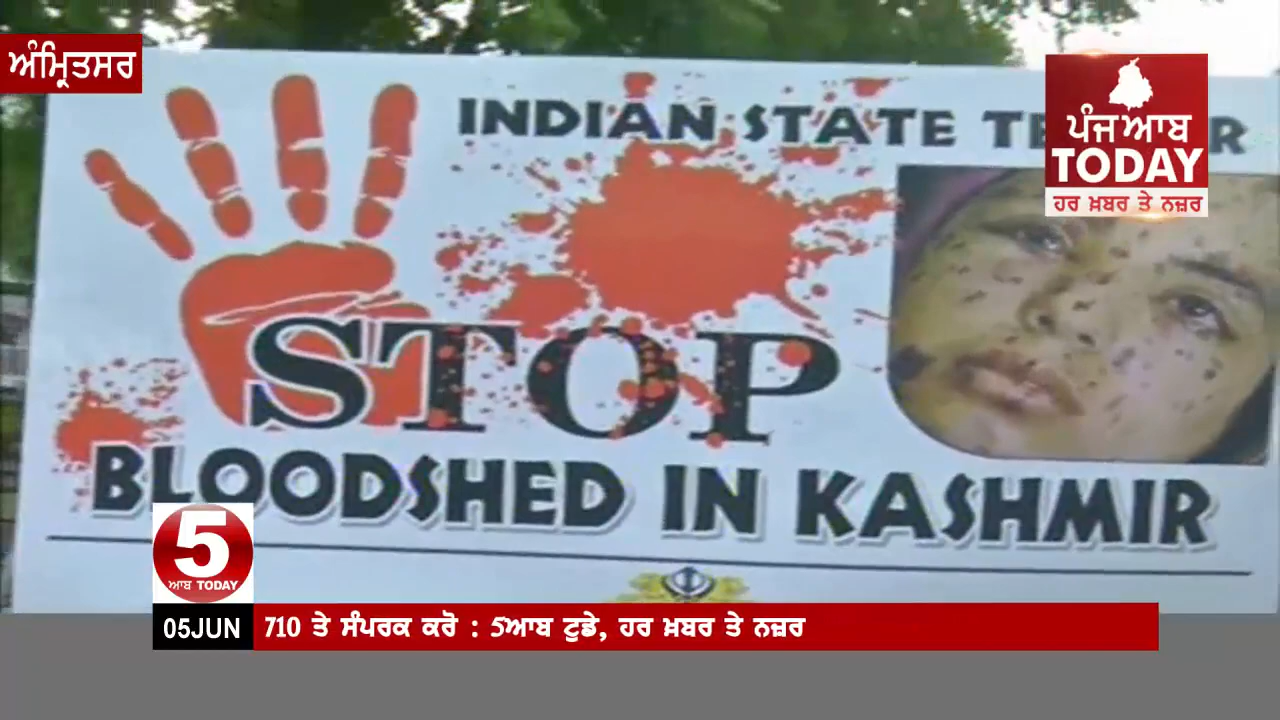 ਅੰਮ੍ਰਿਤਸਰ
INDIAN STATE
ਪੰਜਆਬ
TODAY
ਹਰ ਖ਼ਬਰ ਤੇ ਨਜ਼ਰ
STOP
BLOODSHED IN KASHMIR
5
ਆਬ TODAY
05JUN
710 ਤੇ ਸੰਪਰਕ ਕਰੋ : 5ਆਬ ਟੁਡੇ, ਹਰ ਖ਼ਬਰ ਤੇ ਨਜ਼ਰ